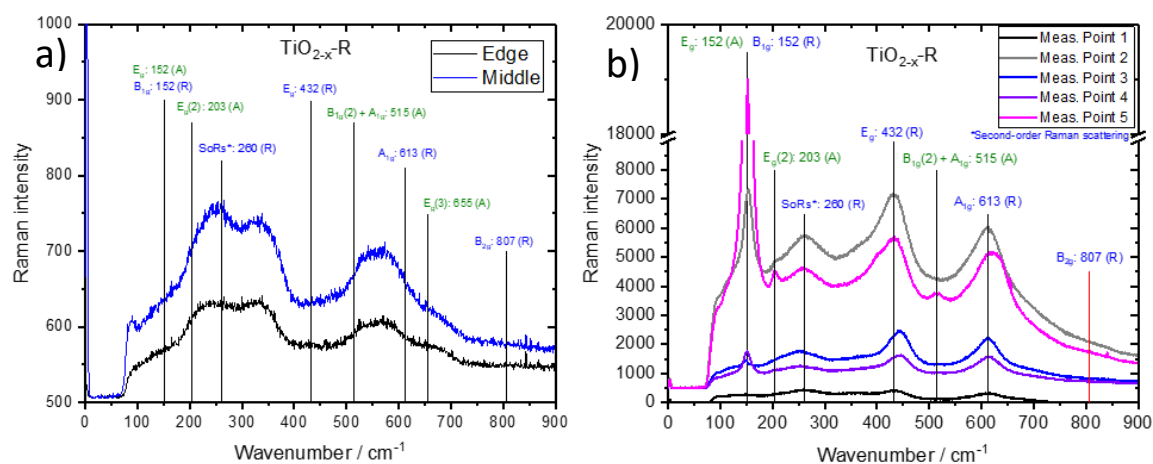 a)
TiO2-x-R
Edge
Middle
Eg: 152 (A)
B1g: 152 (R)
Eg(2): 203 (A)
SoRs*: 260 (R)
Eg: 432 (R)
B1g(2) + A1g: 515 (A)
A1g: 613 (R)
Eg(3): 655 (A)
B2g: 807 (R)
Raman intensity
1000
900
800
700
600
500
0 100 200 300 400 500 600 700 800 900
Wavenumber / cm-1
b)
Eg: 152 (A) B1g: 152 (R)
TiO2-x-R
Meas. Point 1
Meas. Point 2
Meas. Point 3
Meas. Point 4
Meas. Point 5
*Second-order Raman scattering
Eg: 432 (R)
Eg(2): 203 (A)
B1g(2) + A1g: 515 (A)
SoRs*: 260 (R)
A1g: 613 (R)
B2g: 807 (R)
Raman intensity
20000
18000
9000
8000
7000
6000
5000
4000
3000
2000
1000
0
0 100 200 300 400 500 600 700 800 900
Wavenumber / cm-1